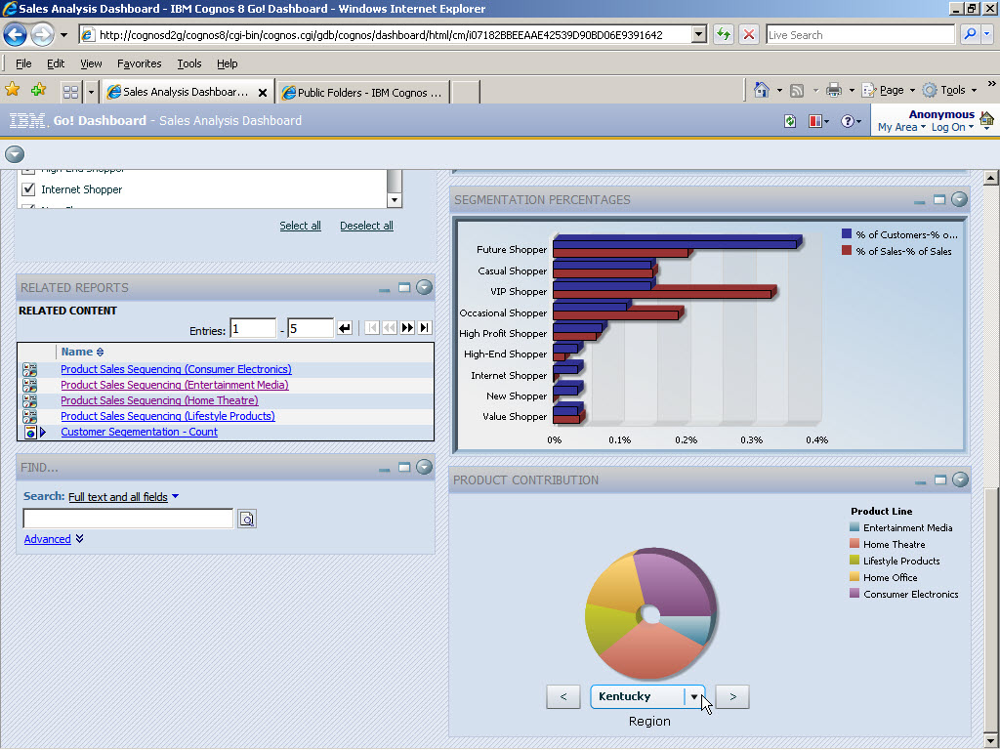 Sales Analysis Dashboard - IBM Cognos 8 Go! Dashboard - Windows Internet Explorer
http://cognosd2g/cognos8/cgi-bin/cognos.cgi/gdb/cognos/dashboard/html/cm/i07182BBEEAAE42539D90BD06E9391642
Live Search
File Edit View Favorites Tools Help
Sales Analysis Dashboar...
Public Folders - IBM Cognos ...
Page Tools
IBM. Go! Dashboard - Sales Analysis Dashboard
Anonymous
My Area Log On
High-End Shopper
Internet Shopper
Select all Deselect all
RELATED REPORTS
RELATED CONTENT
Entries: 1 - 5
Name
Product Sales Sequencing (Consumer Electronics)
Product Sales Sequencing (Entertainment Media)
Product Sales Sequencing (Home Theatre)
Product Sales Sequencing (Lifestyle Products)
Customer Segementation - Count
FIND...
Search: Full text and all fields
Advanced
SEGMENTATION PERCENTAGES
% of Customers-% o...
% of Sales-% of Sales
Future Shopper
Casual Shopper
VIP Shopper
Occasional Shopper
High Profit Shopper
High-End Shopper
Internet Shopper
New Shopper
Value Shopper
0% 0.1% 0.2% 0.3% 0.4%
PRODUCT CONTRIBUTION
Product Line
Entertainment Media
Home Theatre
Lifestyle Products
Home Office
Consumer Electronics
< Kentucky >
Region